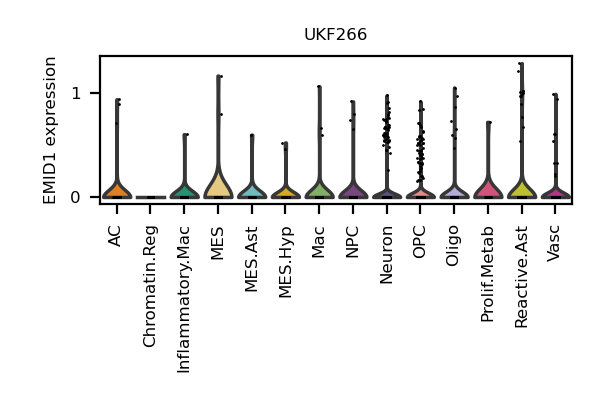 UKF266
EMID1 expression
1
0
AC
Chromatin.Reg
Inflammatory.Mac
MES
MES.Ast
MES.Hyp
Mac
NPC
Neuron
OPC
Oligo
Prolif.Metab
Reactive.Ast
Vasc